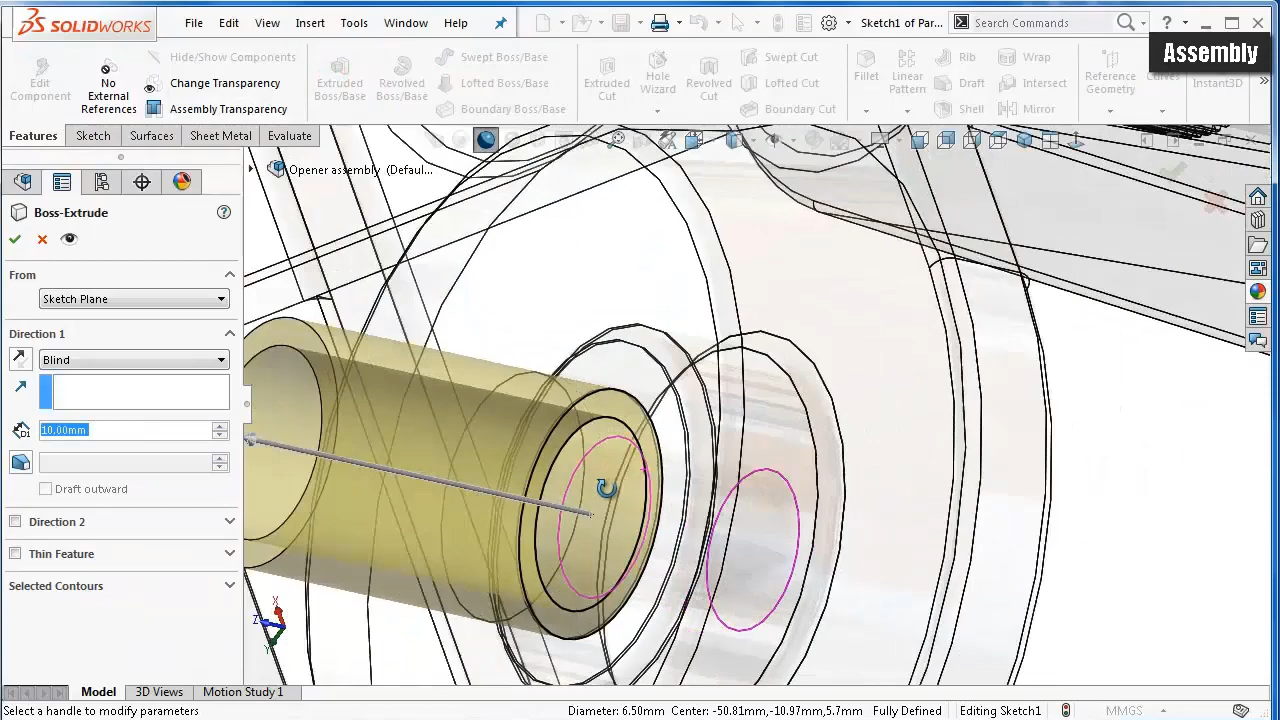 SOLIDWORKS File Edit View Insert Tools Window Help Sketch1 of Par... Search Commands ?
Assembly
Edit Component
No External References
Hide/Show Components
Change Transparency
Assembly Transparency
Extruded Boss/Base
Revolved Boss/Base
Swept Boss/Base
Lofted Boss/Base
Boundary Boss/Base
Extruded Cut
Hole Wizard
Revolved Cut
Swept Cut
Lofted Cut
Boundary Cut
Fillet
Linear Pattern
Rib
Draft
Shell
Wrap
Intersect
Mirror
Reference Geometry
Curves
Instant3D
Features Sketch Surfaces Sheet Metal Evaluate
Opener assembly (Defaul...
Boss-Extrude
From
Sketch Plane
Direction 1
Blind
D1
10.00mm
Draft outward
Direction 2
Thin Feature
Selected Contours
X
Z
Y
Model 3D Views Motion Study 1
Select a handle to modify parameters Diameter: 6.50mm Center: -50.81mm,-10.97mm,5.7mm Fully Defined Editing Sketch1 MMGS